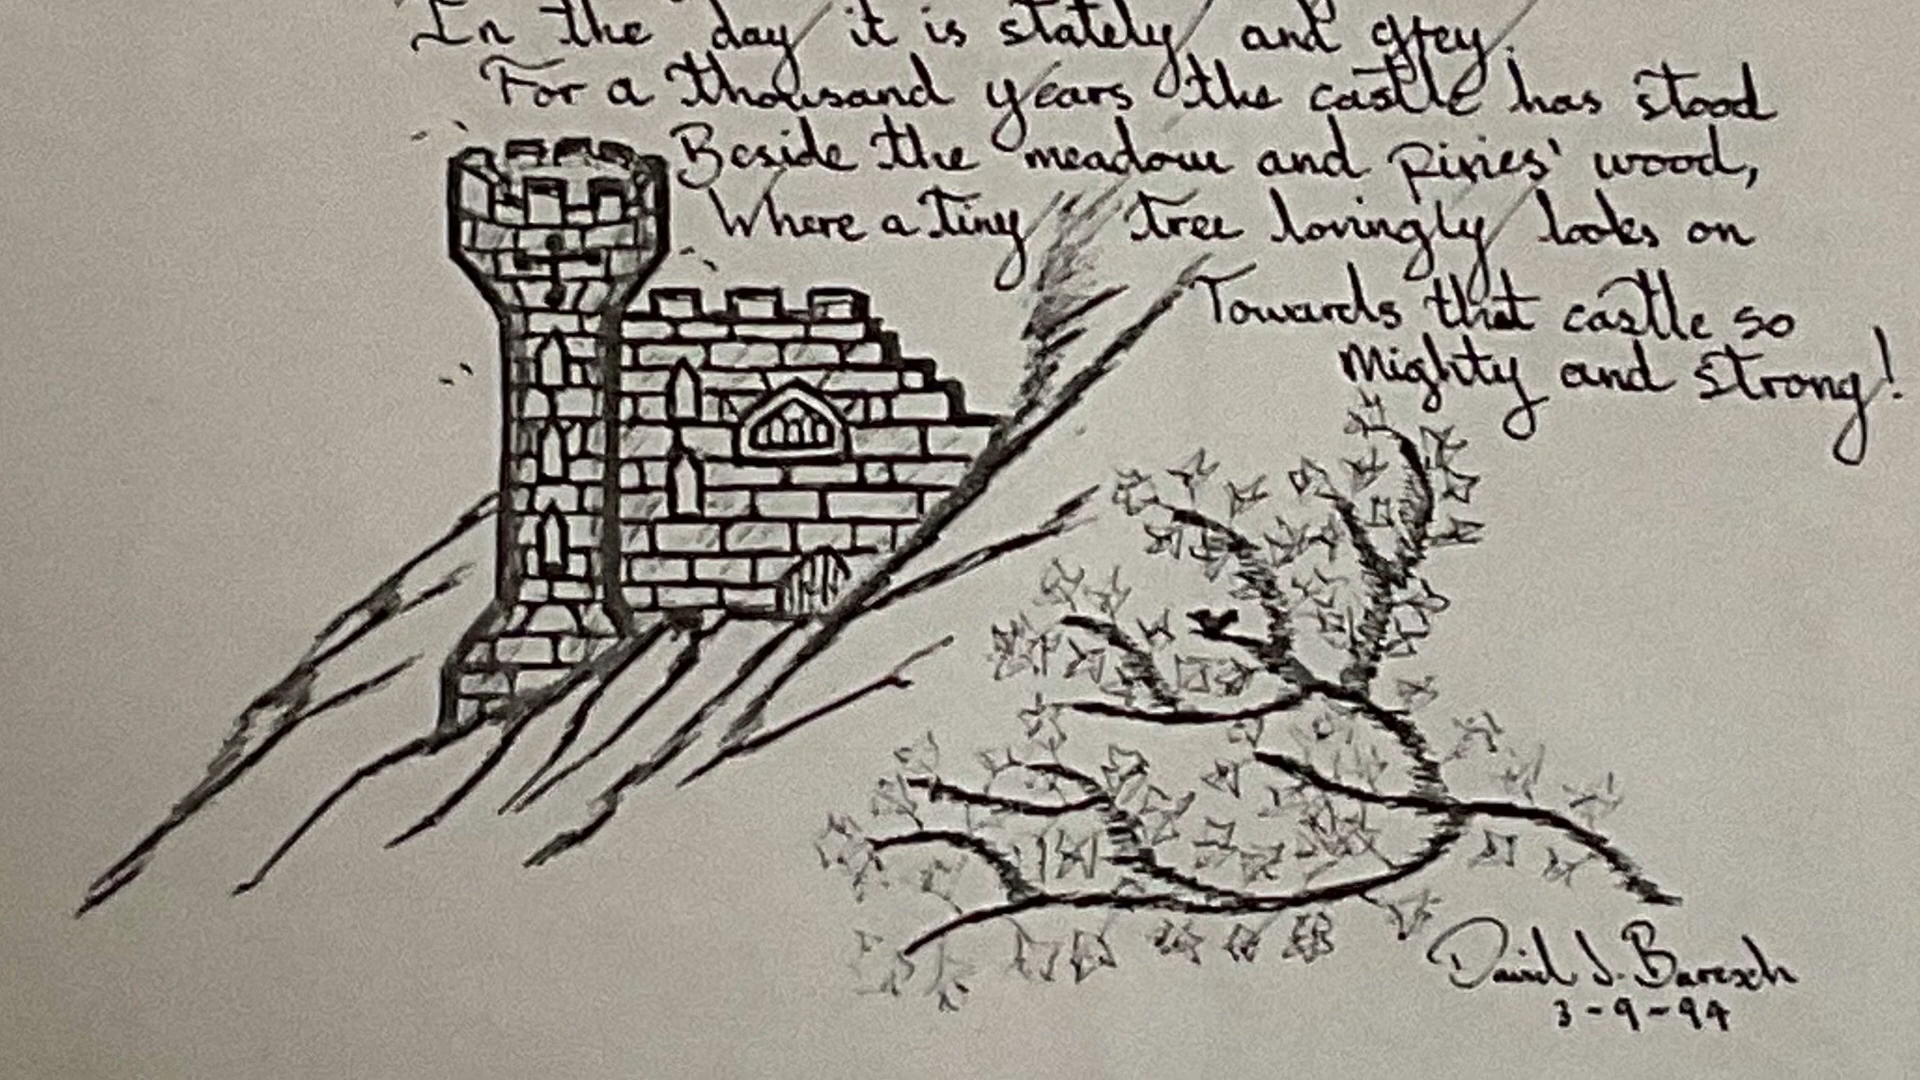 In the day it is stately and grey.
For a thousand years the castle has stood
Beside the meadow and pines' wood,
Where a tiny tree lovingly looks on
Towards that castle so
mighty and strong!
David J. Baresch
3-9-94